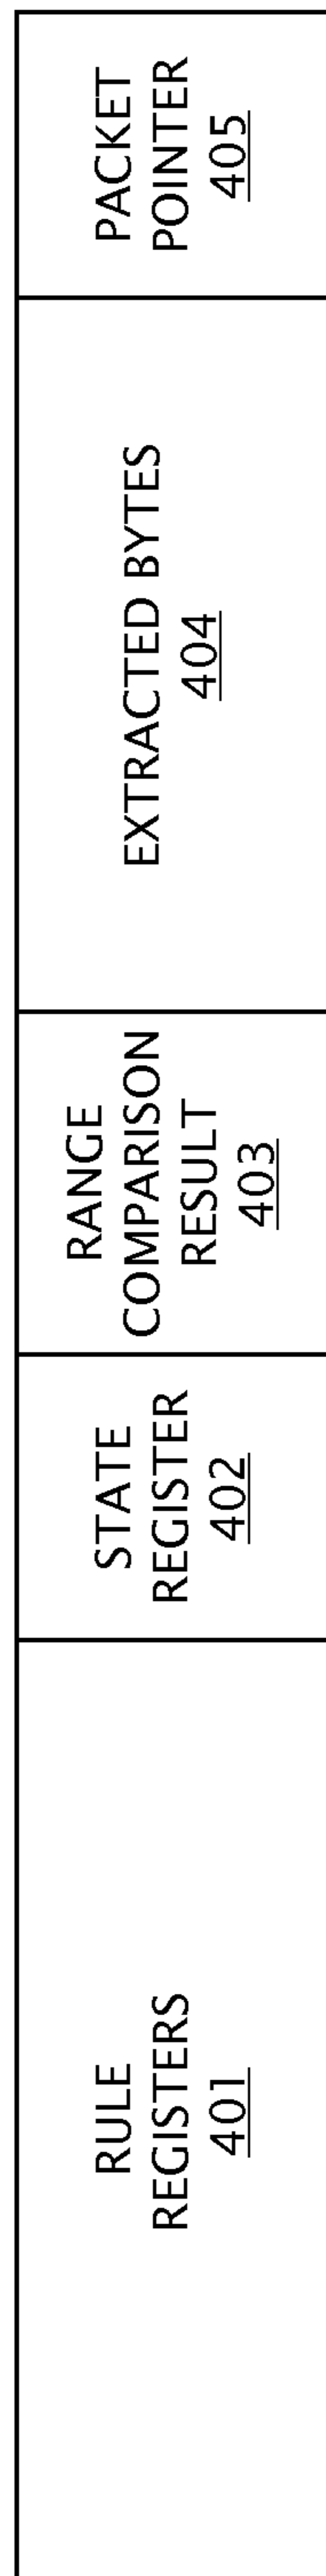 RULE
REGISTERS
401
STATE
REGISTER
402
RANGE
COMPARISON
RESULT
403
EXTRACTED BYTES
404
PACKET
POINTER
405